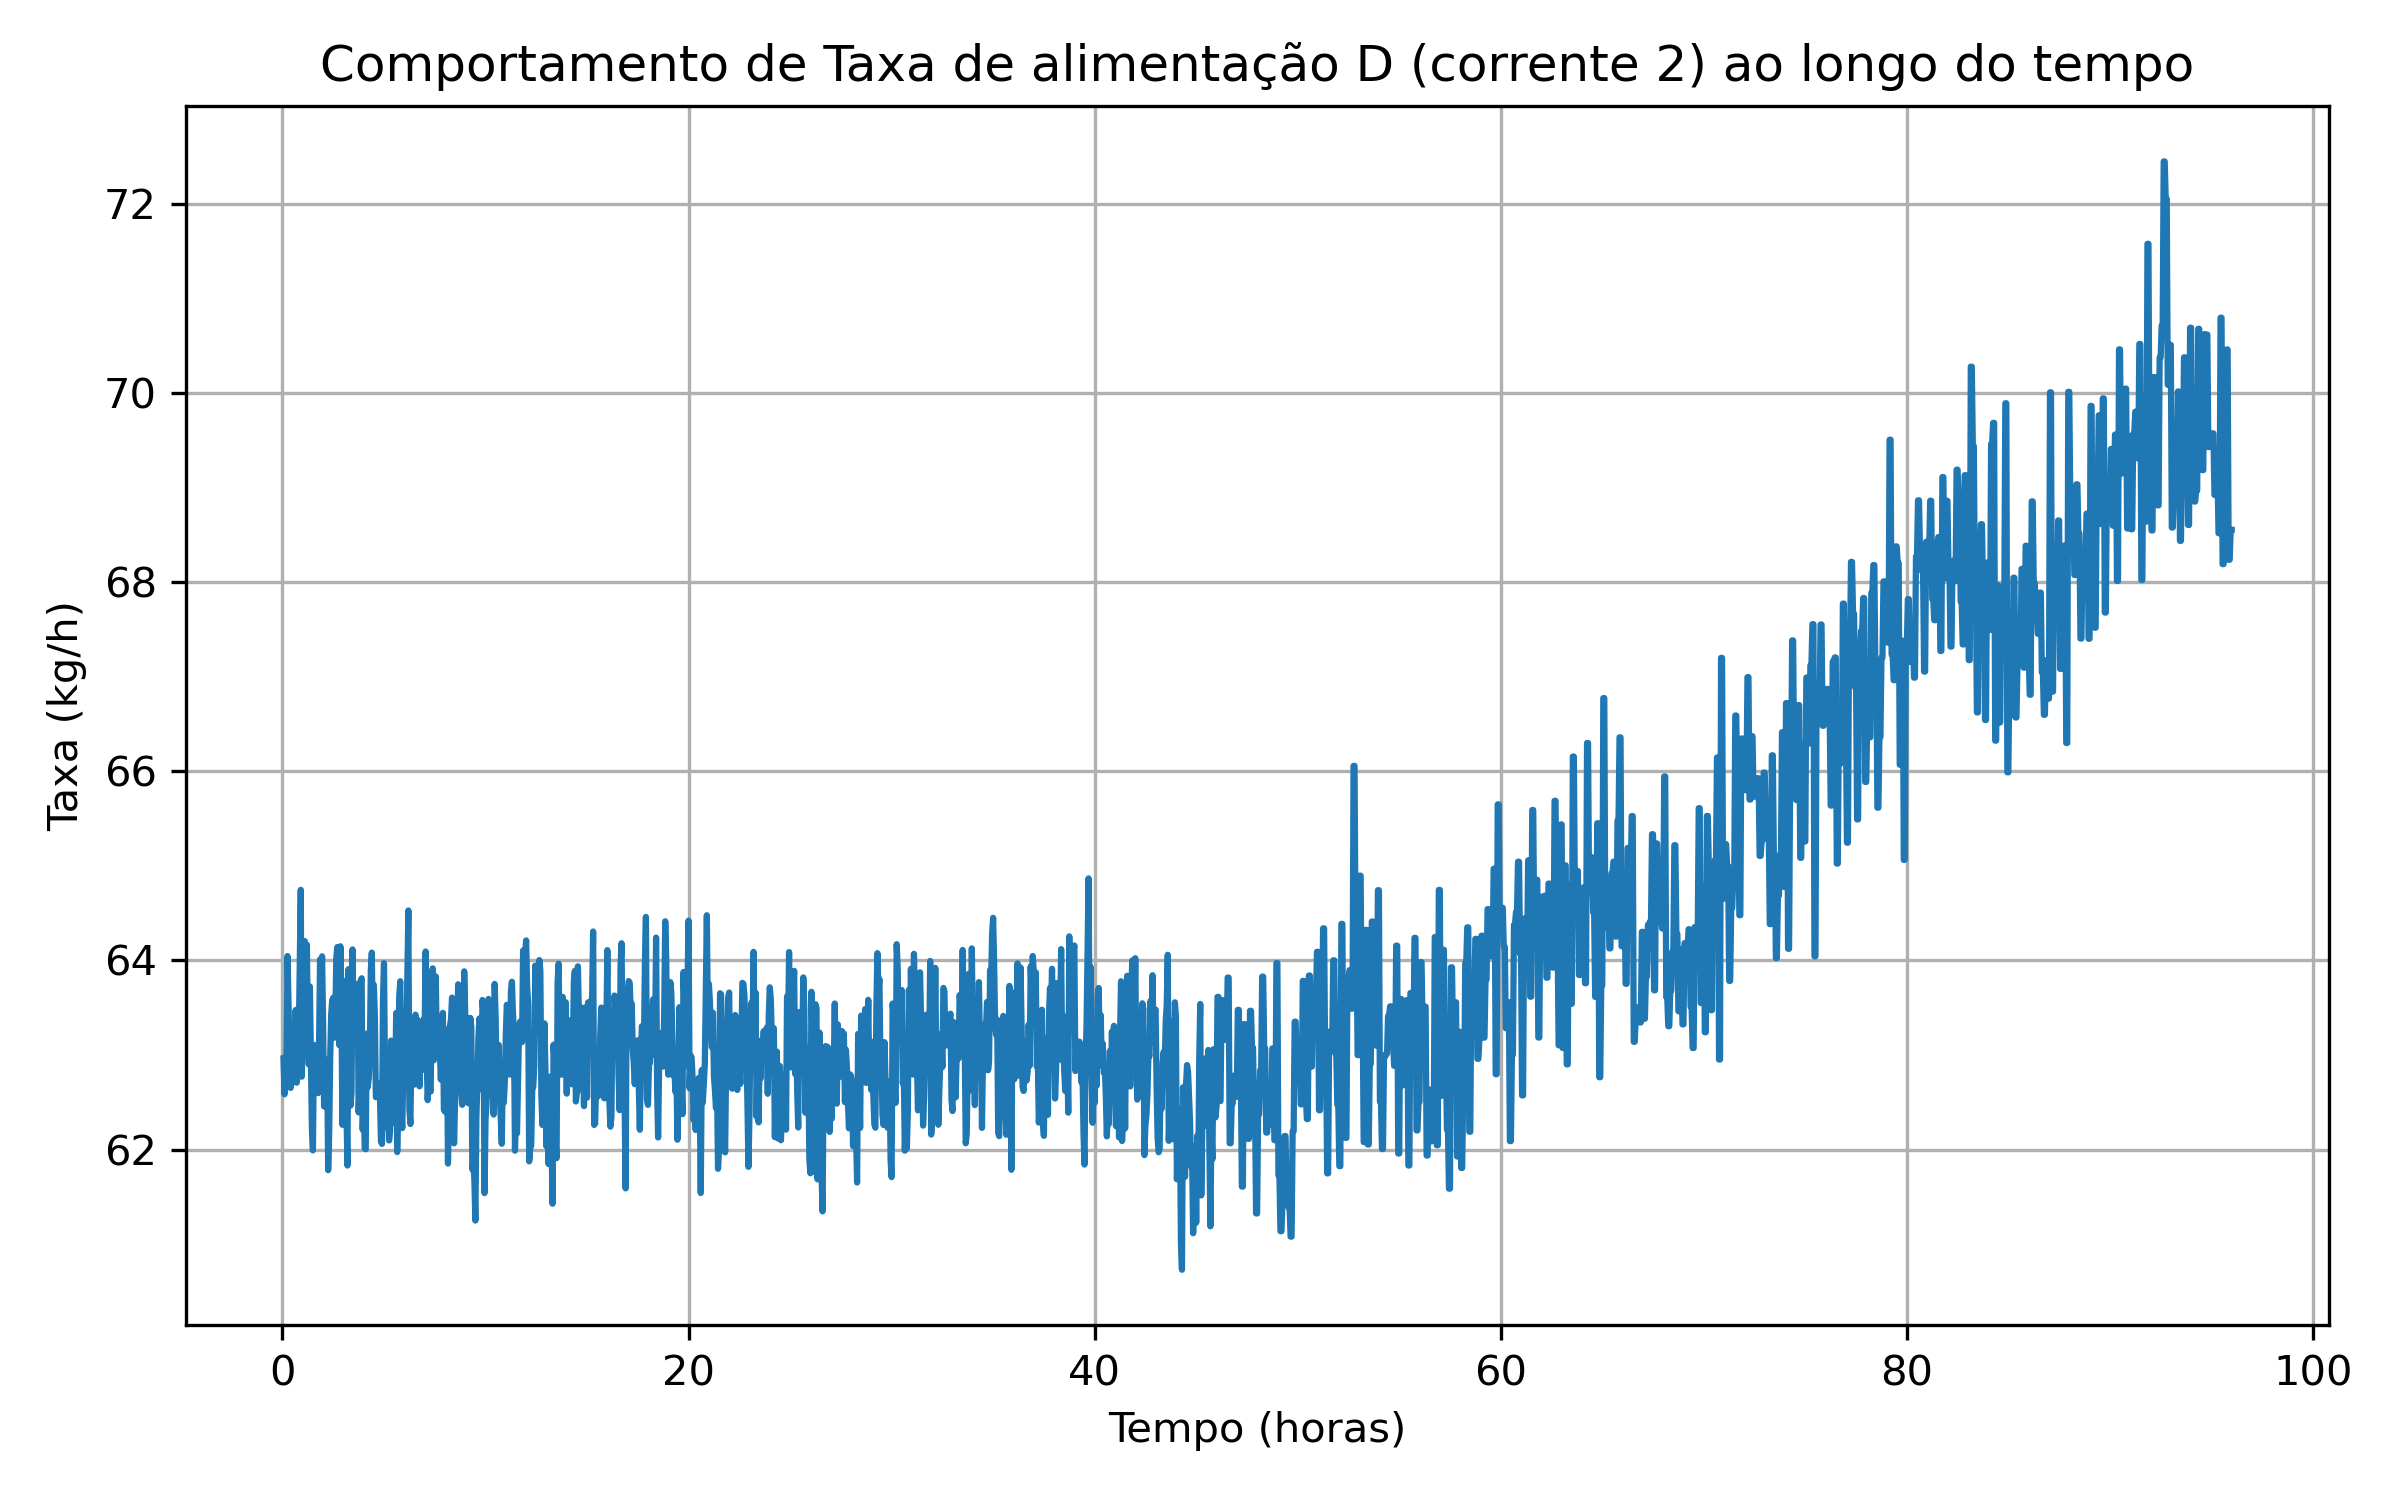 Comportamento de Taxa de alimentação D (corrente 2) ao longo do tempo
Taxa (kg/h)
72
70
68
66
64
62
0 20 40 60 80 100
Tempo (horas)